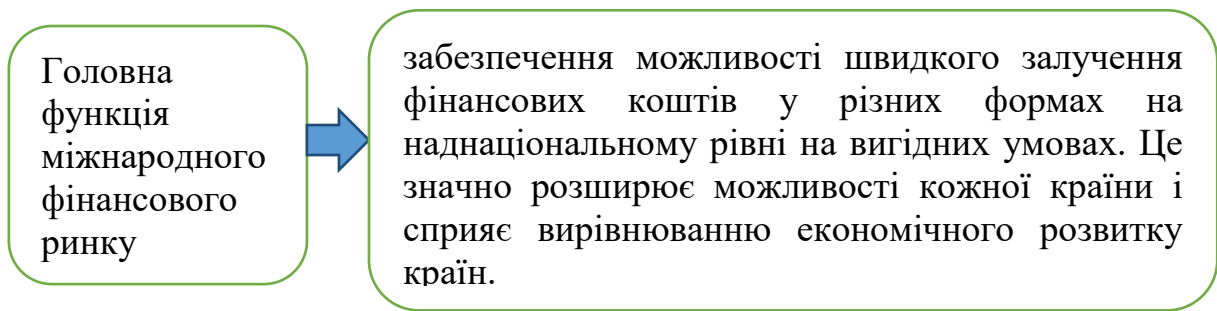 Головна
функція
міжнародного
фінансового
ринку
забезпечення можливості швидкого залучення
фінансових коштів у різних формах на
наднаціональному рівні на вигідних умовах. Це
значно розширює можливості кожної країни і
сприяє вирівнюванню економічного розвитку
країн.